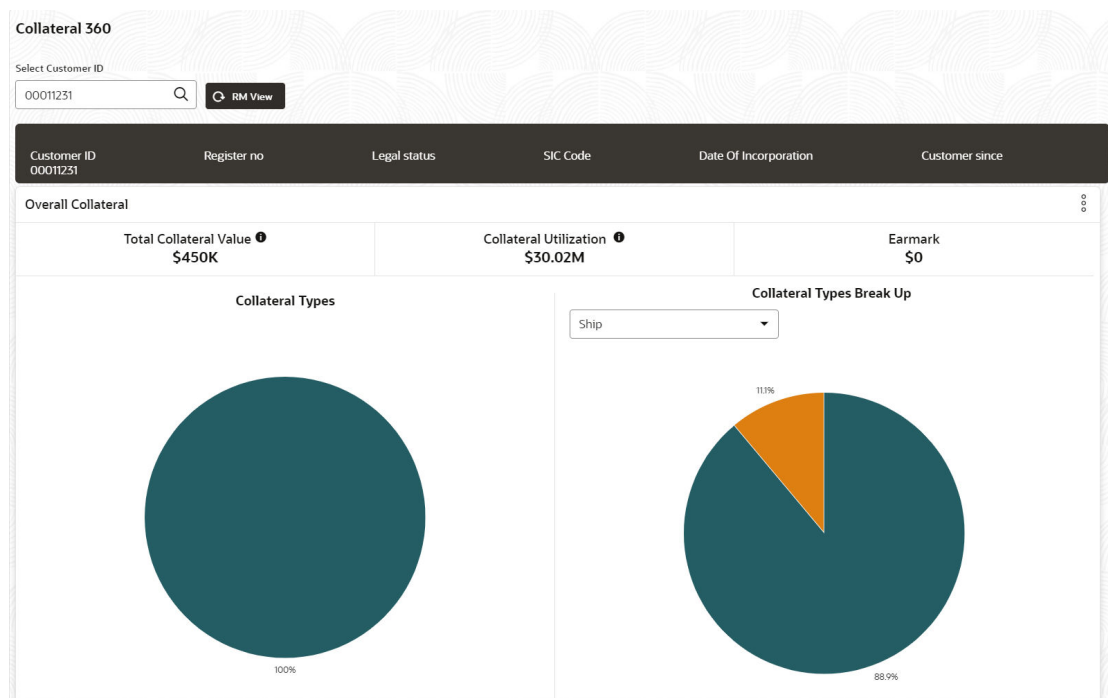 Collateral 360
Select Customer ID
00011231
RM View
Customer ID
00011231
Register no
Legal status
SIC Code
Date Of Incorporation
Customer since
Overall Collateral
Total Collateral Value
$450K
Collateral Utilization
$30.02M
Earmark
$0
Collateral Types
100%
Collateral Types Break Up
Ship
11.1%
88.9%